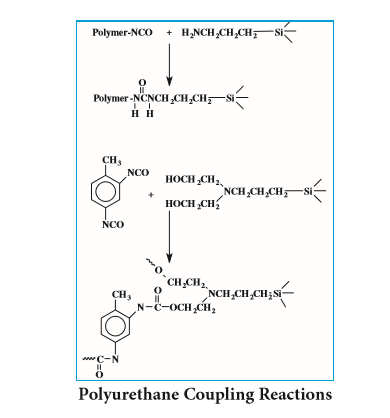 Polymer-NCO + H₂NCH₂CH₂CH₂ Si
O
Polymer-NCNCH₂CH₂CH₂ Si
H H
CH₃
NCO
HOCH₂CH₂
+ NCH₂CH₂CH₂ Si
HOCH₂CH₂
NCO
O
CH₂CH₂
CH₃ O NCH₂CH₂CH₂Si
N-C-OCH₂CH₂
C-N
O
Polyurethane Coupling Reactions